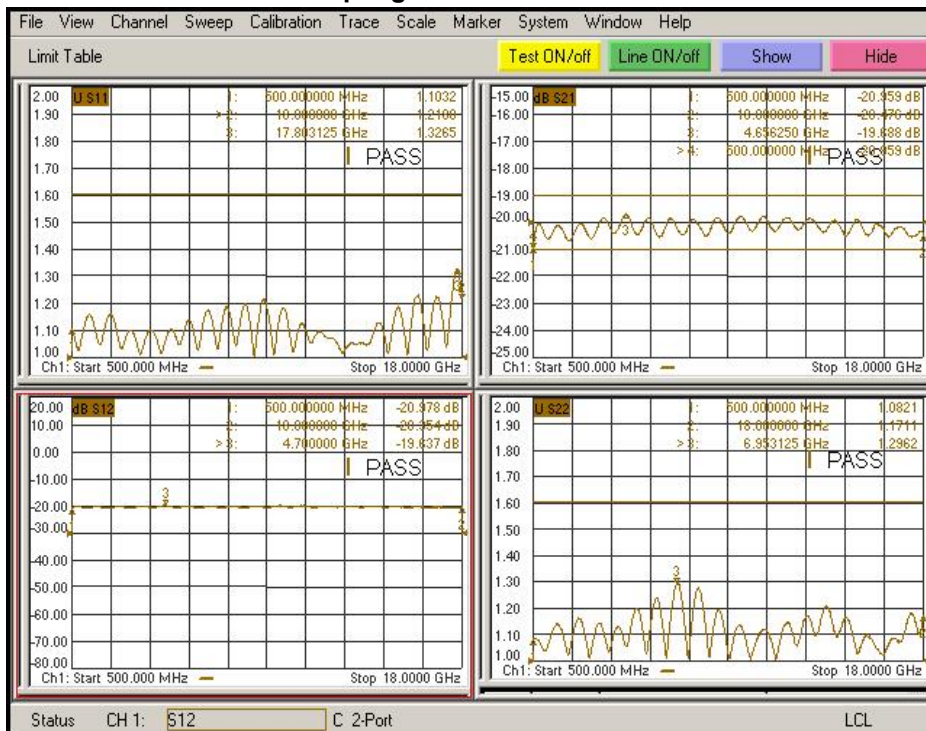 File View Channel Sweep Calibration Trace Scale Marker System Window Help
Limit Table
Test ON/off Line ON/off Show Hide
2.00 U S11 1: 500.000000 MHz 1.1032
1.90 > 2: 10.000000 GHz
1.80 3: 17.803125 GHz 1.3265
PASS
1.70
1.60
1.50
1.40
1.30
1.20
1.10
1.00
Ch1: Start 500.000 MHz Stop 18.0000 GHz
-15.00 dB S21 1: 500.000000 MHz -20.959 dB
-16.00 2: 10.000000 GHz
-17.00 3: 4.656250 GHz -19.688 dB
> 4: 500.000000 MHz PASS
-18.00
-19.00
-20.00
3
-21.00
-22.00
-23.00
-24.00
-25.00
Ch1: Start 500.000 MHz Stop 18.0000 GHz
20.00 dB S12 1: 500.000000 MHz -20.978 dB
10.00 2: GHz
0.00 > 3: 4.700000 GHz -19.637 dB
PASS
-10.00
3
-20.00
-30.00
-40.00
-50.00
-60.00
-70.00
-80.00
Ch1: Start 500.000 MHz Stop 18.0000 GHz
2.00 U S22 1: 500.000000 MHz 1.0821
1.90 2: 18.000000 GHz 1.1711
1.80 > 3: 6.953125 GHz 1.2962
PASS
1.70
1.60
1.50
1.40
1.30 3
1.20
1.10
1.00
Ch1: Start 500.000 MHz Stop 18.0000 GHz
Status CH 1: S12 C 2-Port LCL